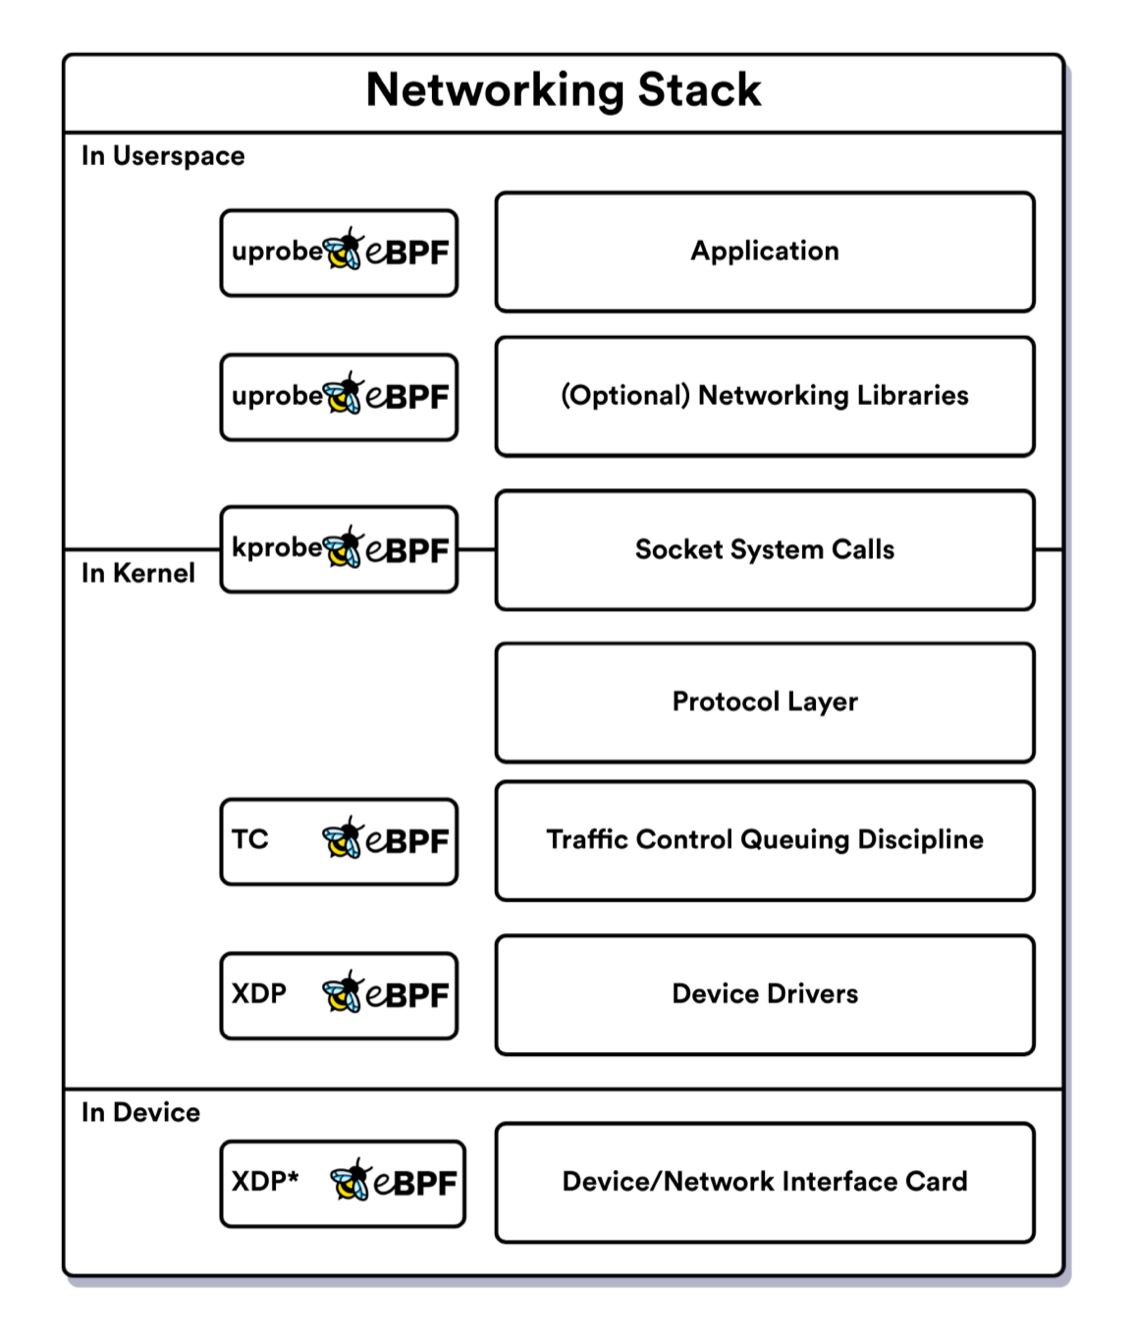 Networking Stack
In Userspace
uprobe eBPF
Application
uprobe eBPF
(Optional) Networking Libraries
kprobe eBPF
Socket System Calls
In Kernel
Protocol Layer
TC eBPF
Traffic Control Queuing Discipline
XDP eBPF
Device Drivers
In Device
XDP* eBPF
Device/Network Interface Card